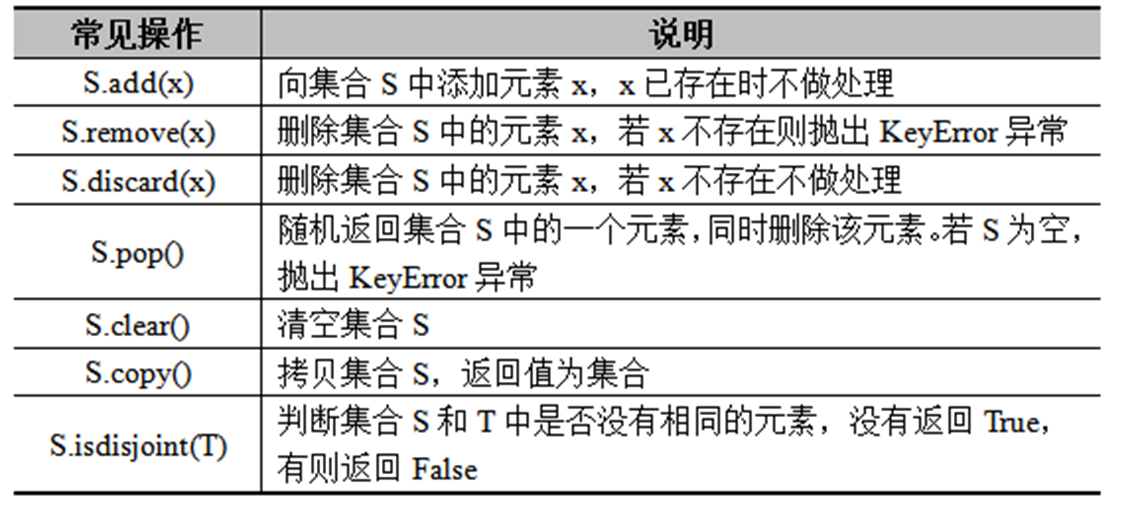 常见操作 说明
S.add(x) 向集合 S 中添加元素 x，x 已存在时不做处理
S.remove(x) 删除集合 S 中的元素 x，若 x 不存在则抛出 KeyError 异常
S.discard(x) 删除集合 S 中的元素 x，若 x 不存在不做处理
S.pop() 随机返回集合 S 中的一个元素，同时删除该元素。若 S 为空，
抛出 KeyError 异常
S.clear() 清空集合 S
S.copy() 拷贝集合 S，返回值为集合
S.isdisjoint(T) 判断集合 S 和 T 中是否没有相同的元素，没有返回 True，
有则返回 False